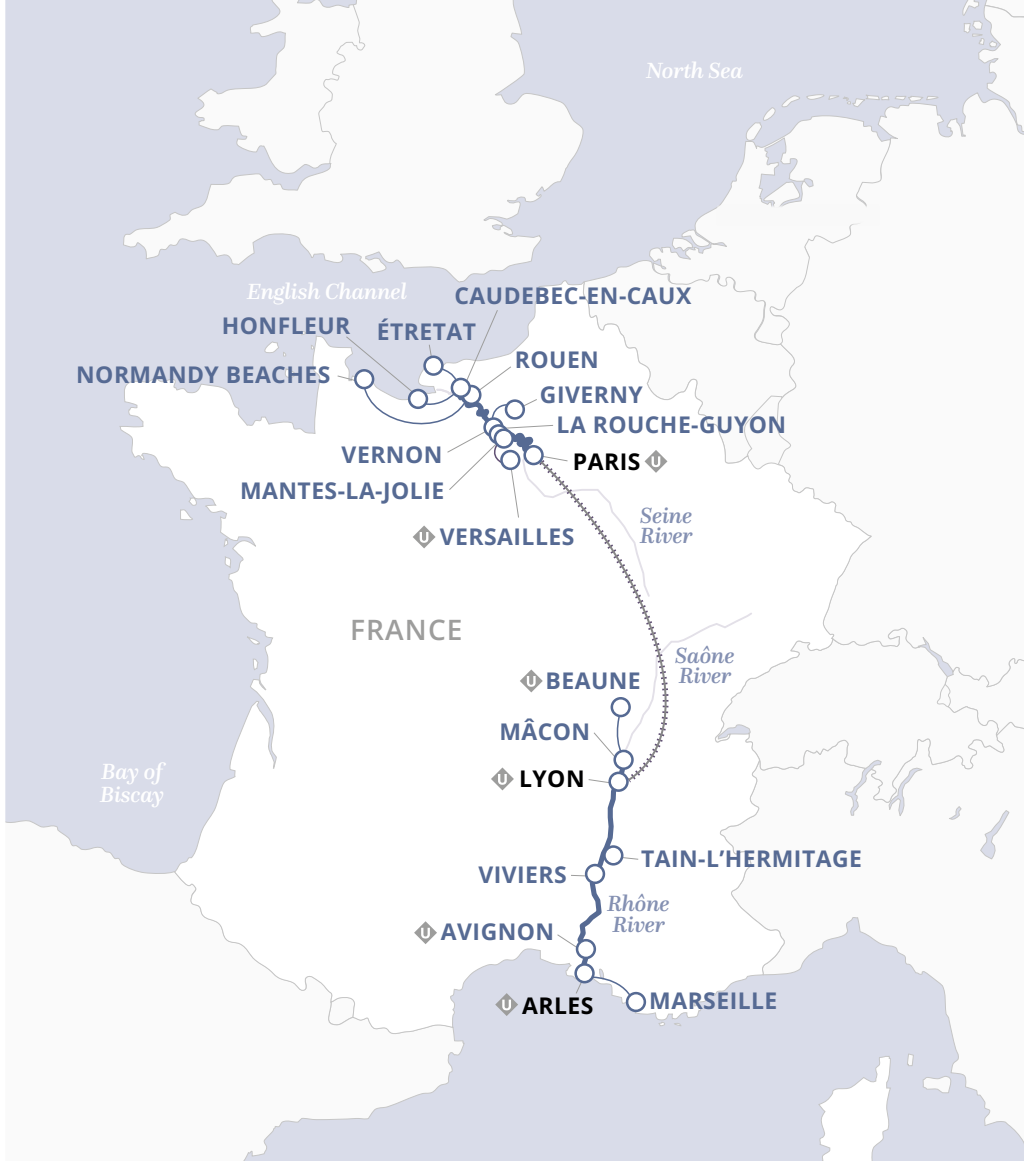 North Sea
English Channel
CAUDEBEC-EN-CAUX
HONFLEUR
ÉTRETAT
ROUEN
NORMANDY BEACHES
GIVERNY
LA ROUCHE-GUYON
VERNON
PARIS U
MANTES-LA-JOLIE
Seine
River
U VERSAILLES
FRANCE
Saône
River
U BEAUNE
MÂCON
Bay of
Biscay
U LYON
TAIN-L’HERMITAGE
VIVIERS
Rhône
River
U AVIGNON
MARSEILLE
U ARLES